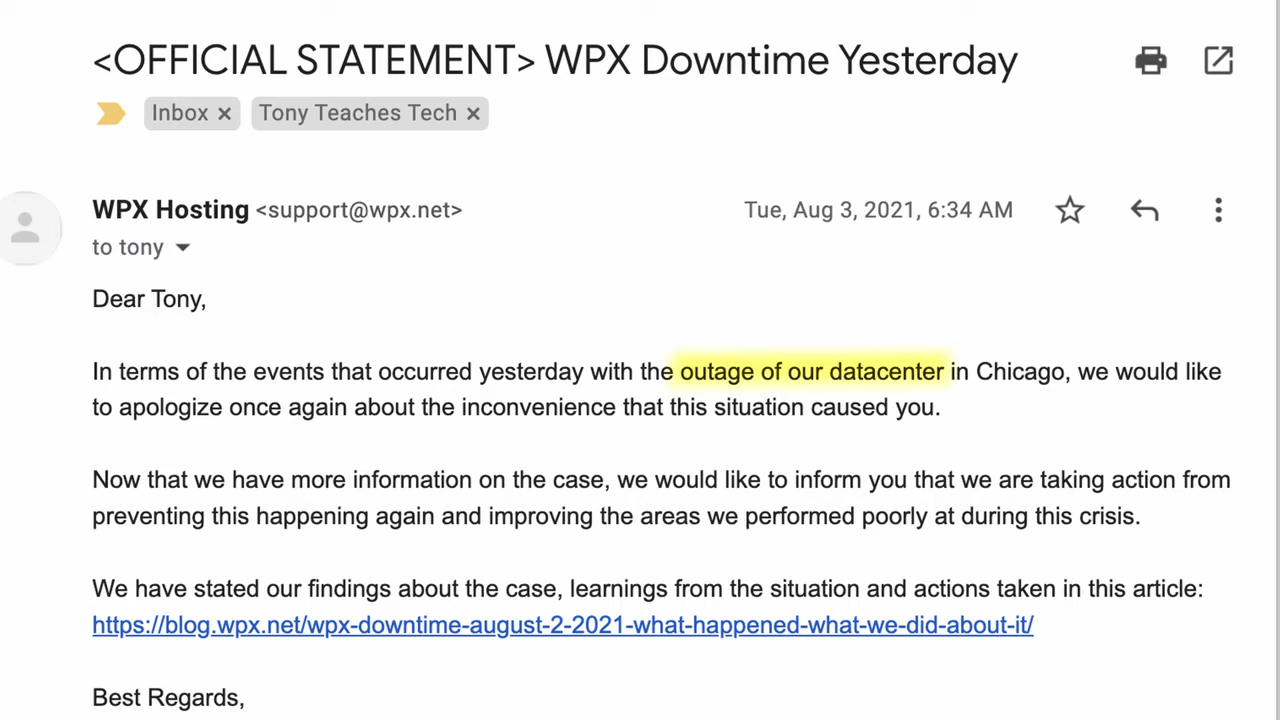 <OFFICIAL STATEMENT> WPX Downtime Yesterday
Inbox × Tony Teaches Tech ×
WPX Hosting <support@wpx.net> Tue, Aug 3, 2021, 6:34 AM
to tony
Dear Tony,
In terms of the events that occurred yesterday with the outage of our datacenter in Chicago, we would like
to apologize once again about the inconvenience that this situation caused you.
Now that we have more information on the case, we would like to inform you that we are taking action from
preventing this happening again and improving the areas we performed poorly at during this crisis.
We have stated our findings about the case, learnings from the situation and actions taken in this article:
https://blog.wpx.net/wpx-downtime-august-2-2021-what-happened-what-we-did-about-it/
Best Regards,